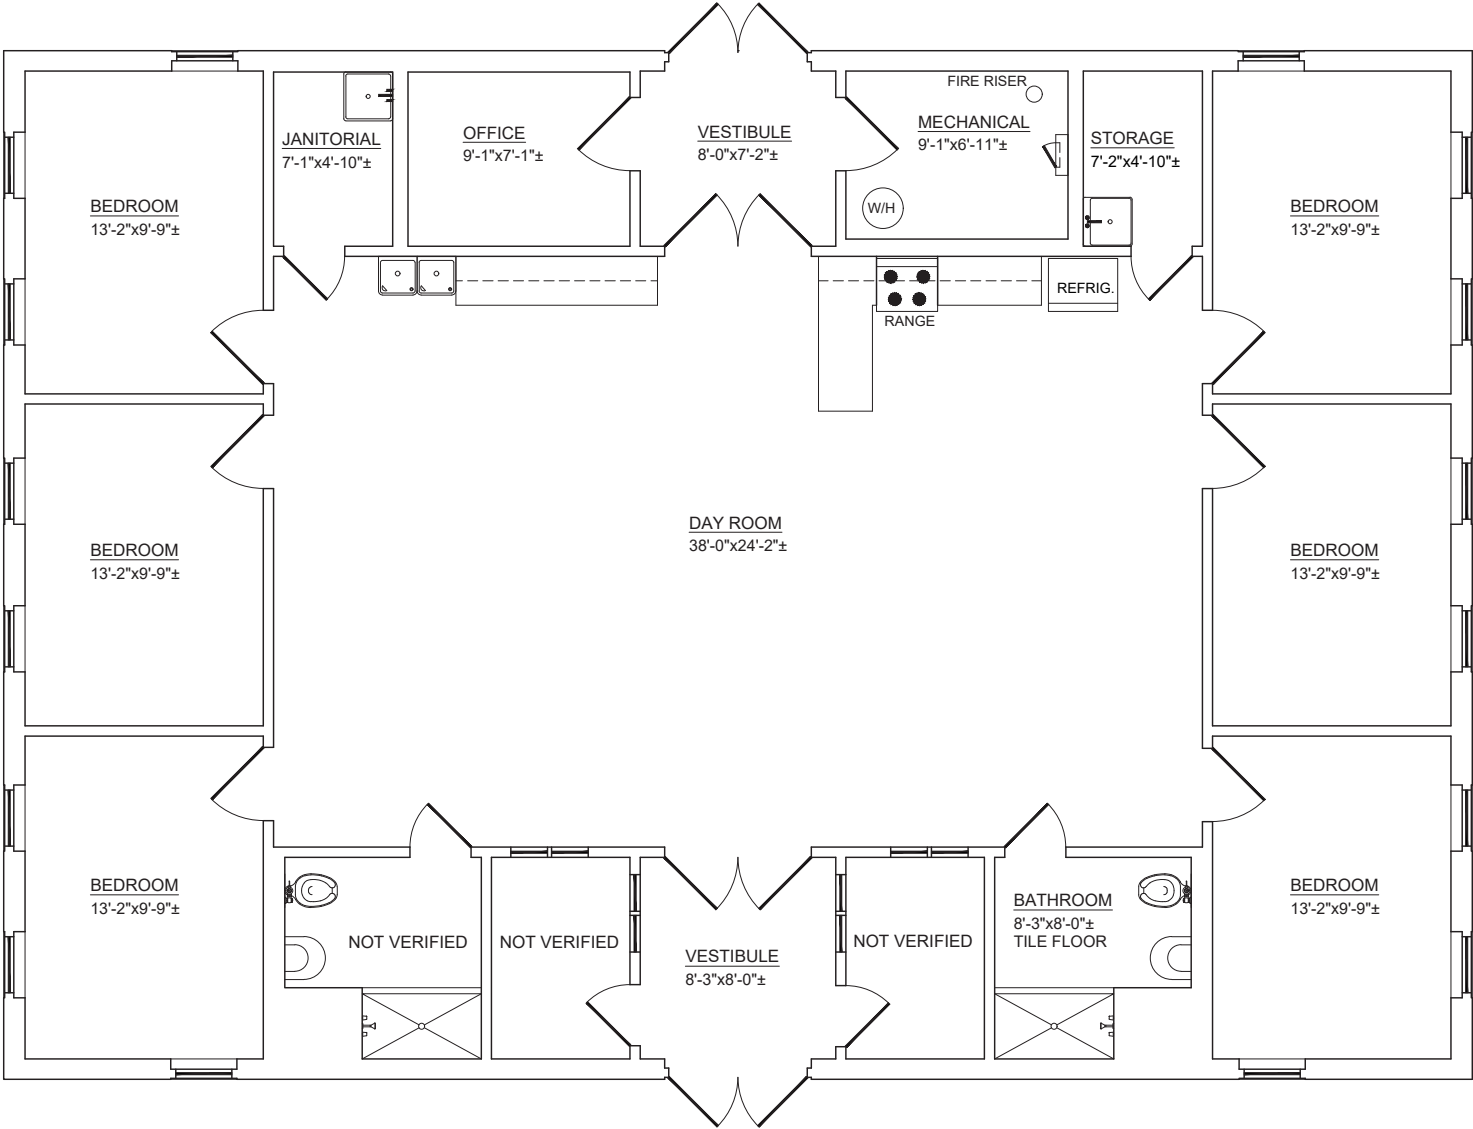 FIRE RISER
JANITORIAL
7'-1"x4'-10"±
OFFICE
9'-1"x7'-1"±
VESTIBULE
8'-0"x7'-2"±
MECHANICAL
9'-1"x6'-11"±
STORAGE
7'-2"x4'-10"±
W/H
BEDROOM
13'-2"x9'-9"±
BEDROOM
13'-2"x9'-9"±
REFRIG.
RANGE
DAY ROOM
38'-0"x24'-2"±
BEDROOM
13'-2"x9'-9"±
BEDROOM
13'-2"x9'-9"±
BEDROOM
13'-2"x9'-9"±
NOT VERIFIED
NOT VERIFIED
VESTIBULE
8'-3"x8'-0"±
NOT VERIFIED
BATHROOM
8'-3"x8'-0"±
TILE FLOOR
BEDROOM
13'-2"x9'-9"±